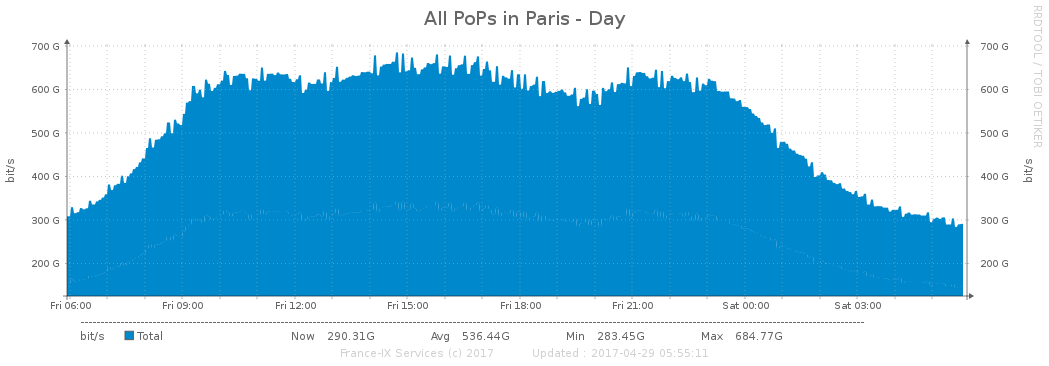 All PoPs in Paris - Day
RRDTOOL / TOBI OETIKER
bit/s
700 G
600 G
500 G
400 G
300 G
200 G
700 G
600 G
500 G
400 G
300 G
200 G
bit/s
Fri 06:00 Fri 09:00 Fri 12:00 Fri 15:00 Fri 18:00 Fri 21:00 Sat 00:00 Sat 03:00
bit/s Total Now 290.31G Avg 536.44G Min 283.45G Max 684.77G
France-IX Services (c) 2017 Updated : 2017-04-29 05:55:11